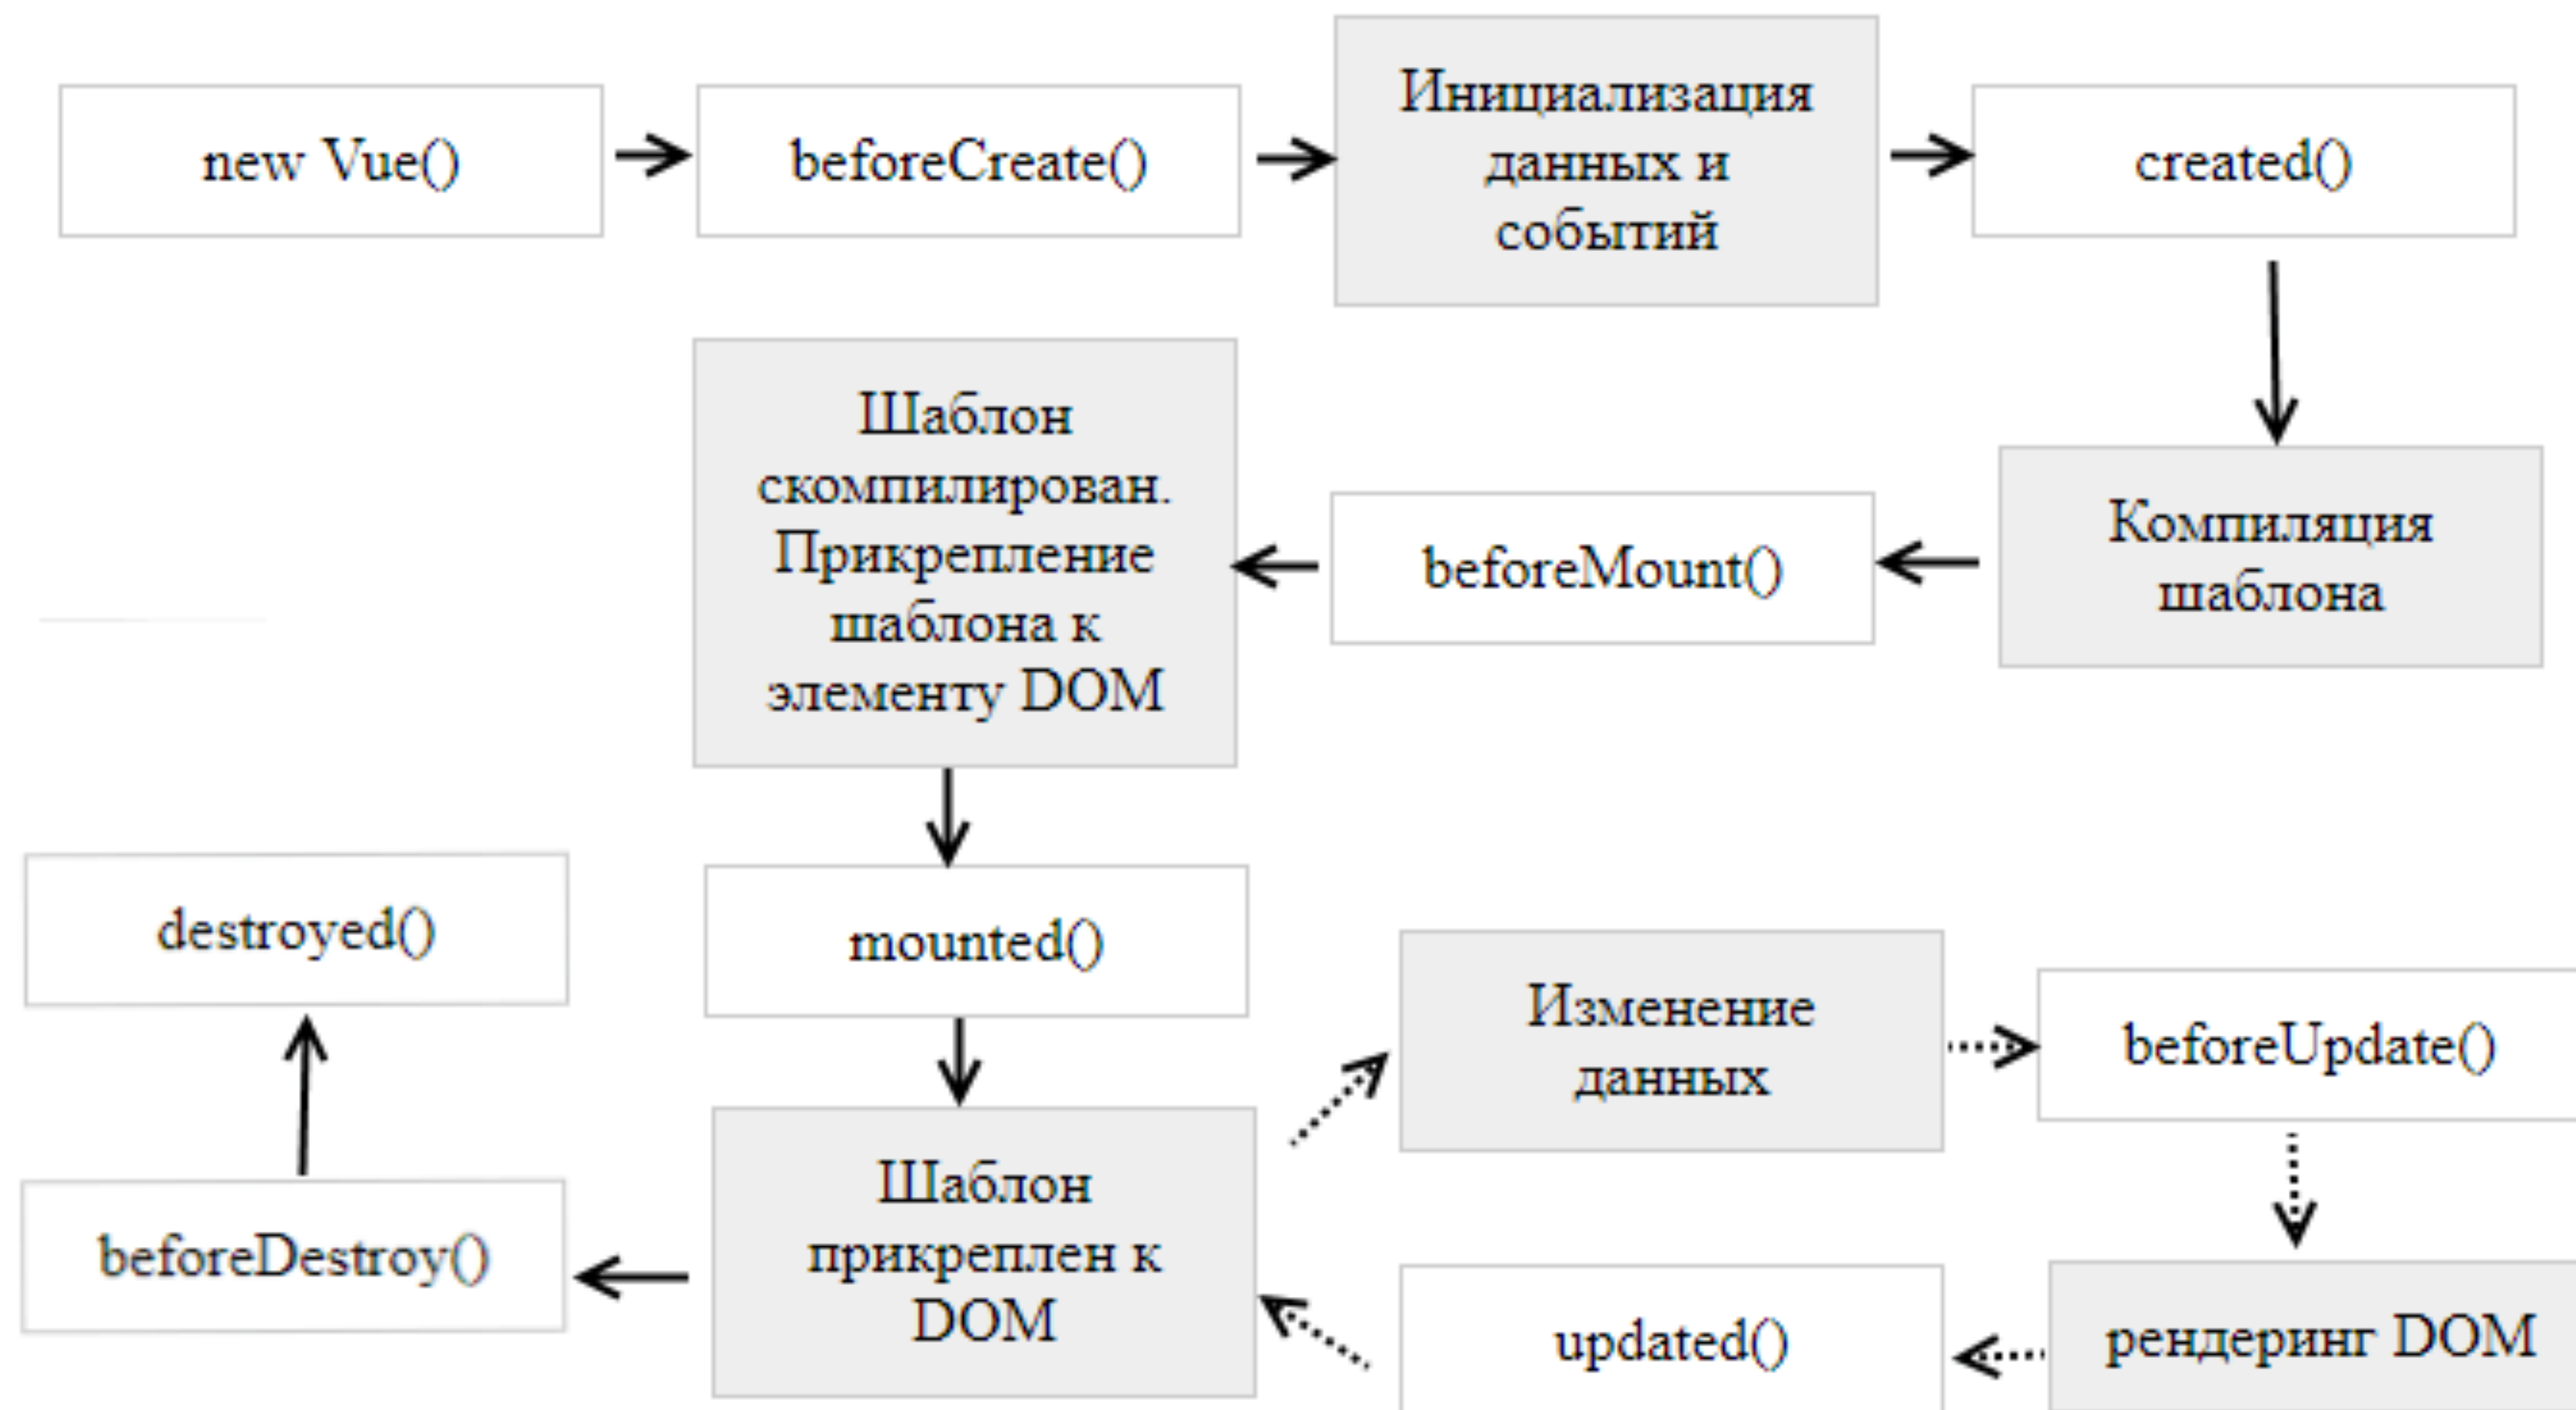 new Vue()
beforeCreate()
Инициализация
данных и
событий
created()
Шаблон
скомпилирован.
Прикрепление
шаблона к
элементу DOM
beforeMount()
Компиляция
шаблона
destroyed()
mounted()
Изменение
данных
beforeUpdate()
beforeDestroy()
Шаблон
прикреплен к
DOM
updated()
рендеринг DOM